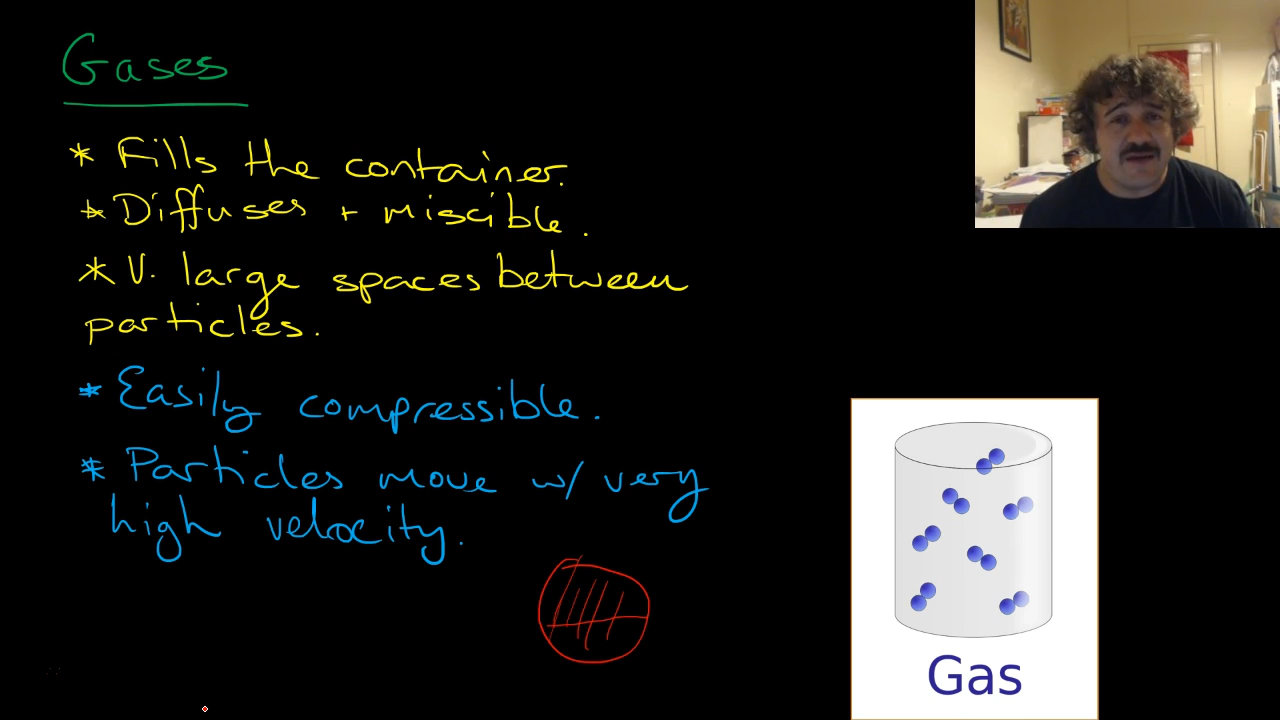 Gases
* Fills the container.
* Diffuses + miscible.
* V. large spaces between
particles.
* Easily compressible.
* Particles move w/ very
high velocity.
Gas